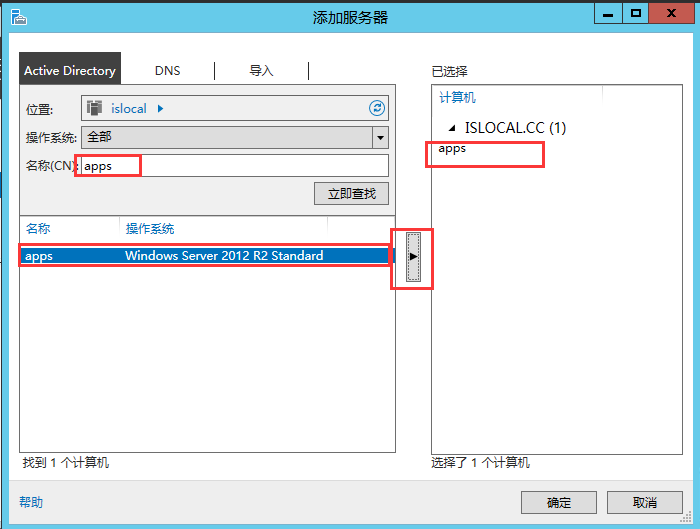 添加服务器
Active Directory
DNS
导入
已选择
位置:
islocal
操作系统:
全部
名称(CN):
apps
立即查找
名称
操作系统
apps
Windows Server 2012 R2 Standard
找到 1 个计算机
计算机
ISLOCAL.CC (1)
apps
选择了 1 个计算机
帮助
确定
取消